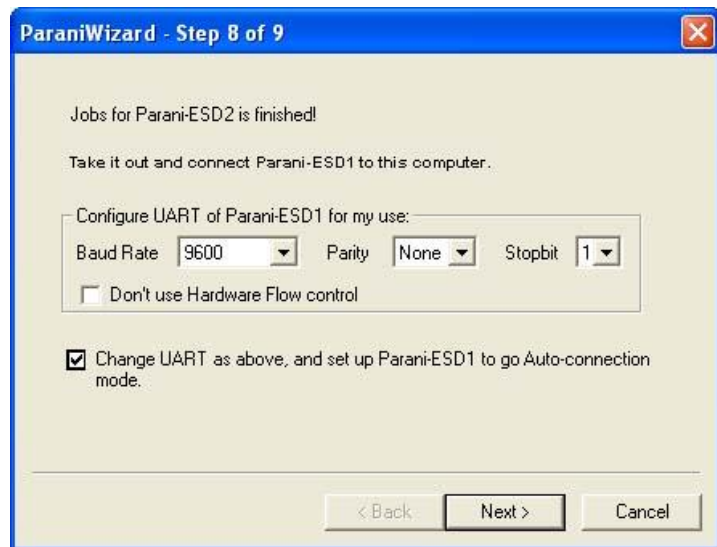 ParaniWizard - Step 8 of 9
Jobs for Parani-ESD2 is finished!
Take it out and connect Parani-ESD1 to this computer.
Configure UART of Parani-ESD1 for my use:
Baud Rate 9600 Parity None Stopbit 1
Don't use Hardware Flow control
Change UART as above, and set up Parani-ESD1 to go Auto-connection
mode.
< Back Next > Cancel